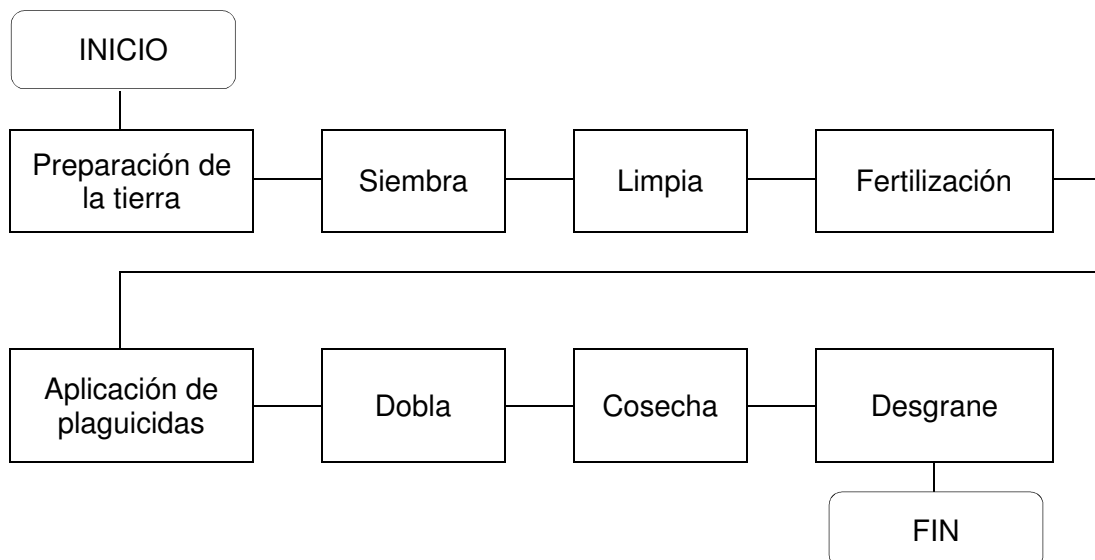 INICIO
Preparación de
la tierra
Siembra
Limpia
Fertilización
Aplicación de
plaguicidas
Dobla
Cosecha
Desgrane
FIN